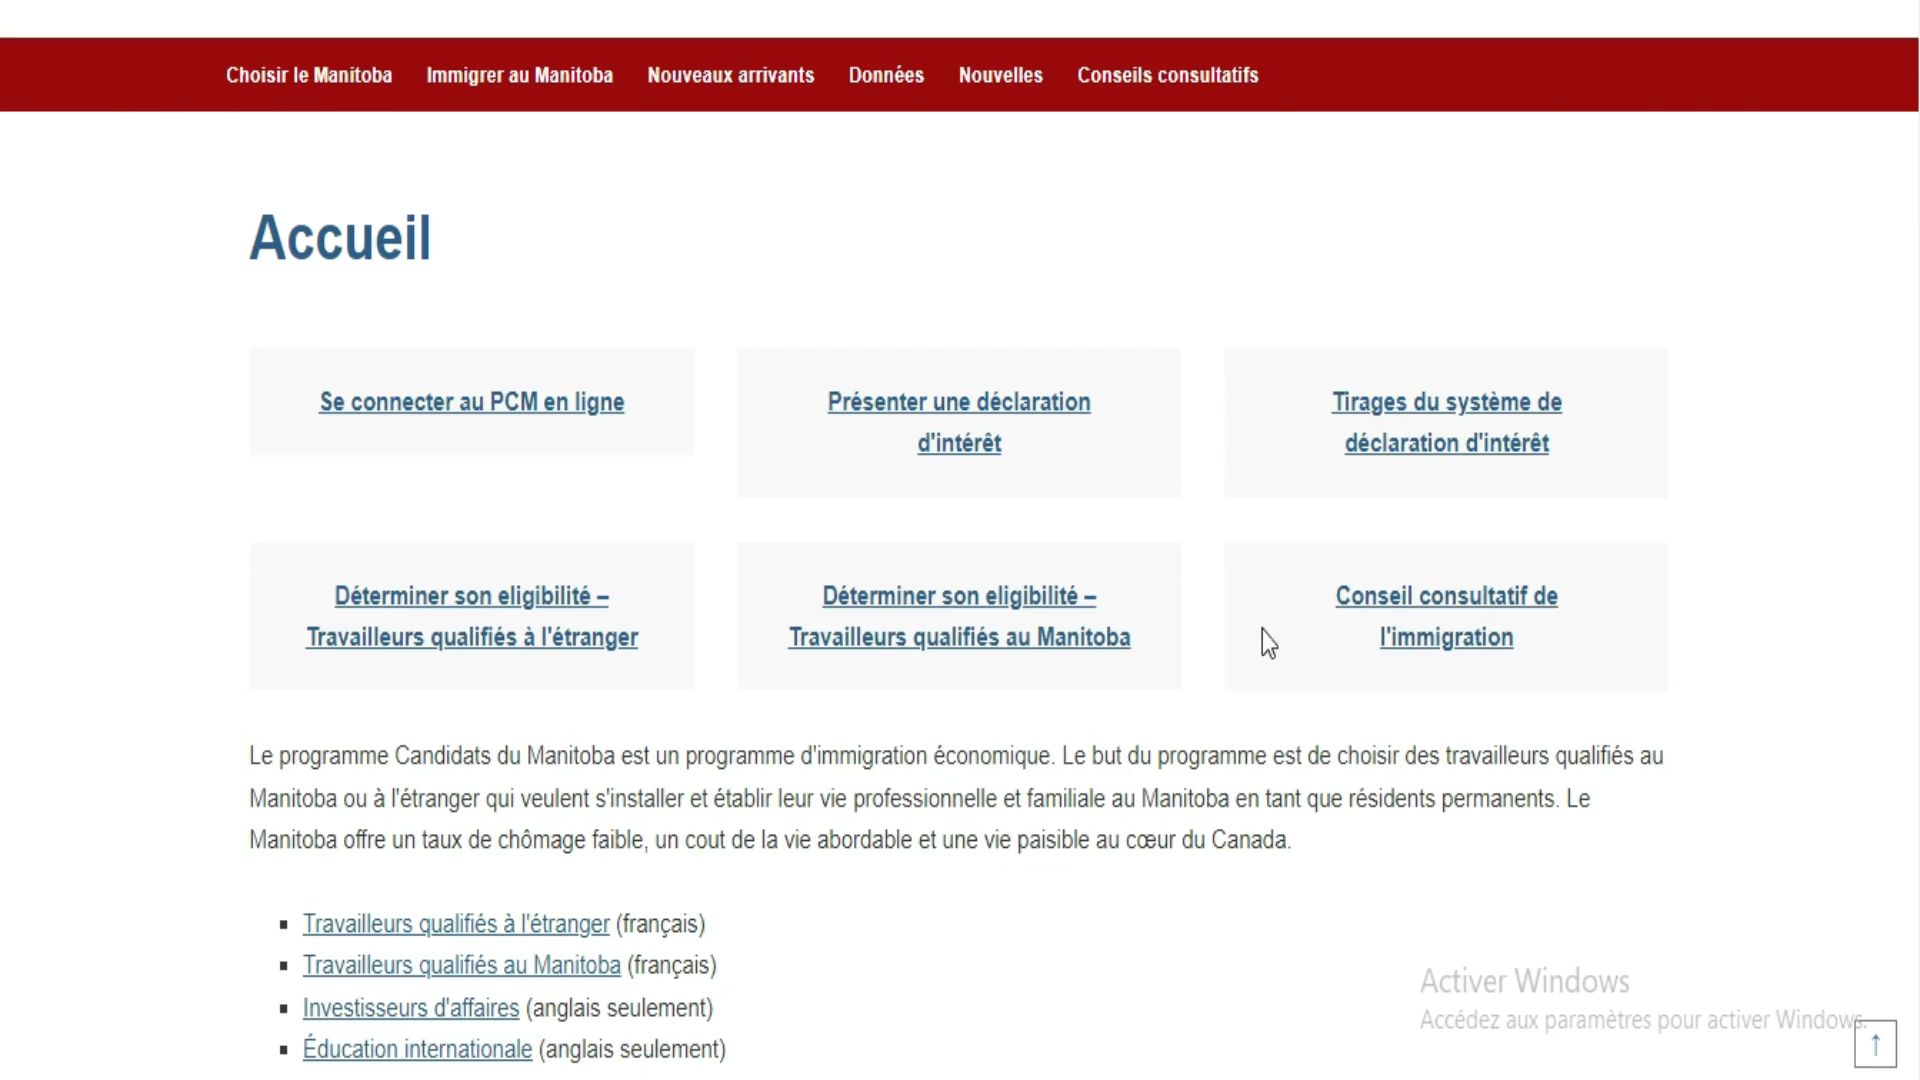 Choisir le Manitoba Immigrer au Manitoba Nouveaux arrivants Données Nouvelles Conseils consultatifs
Accueil
Se connecter au PCM en ligne
Présenter une déclaration
d'intérêt
Tirages du système de
déclaration d'intérêt
Déterminer son eligibilité –
Travailleurs qualifiés à l'étranger
Déterminer son eligibilité –
Travailleurs qualifiés au Manitoba
Conseil consultatif de
l'immigration
Le programme Candidats du Manitoba est un programme d'immigration économique. Le but du programme est de choisir des travailleurs qualifiés au
Manitoba ou à l'étranger qui veulent s'installer et établir leur vie professionnelle et familiale au Manitoba en tant que résidents permanents. Le
Manitoba offre un taux de chômage faible, un cout de la vie abordable et une vie paisible au cœur du Canada.
Travailleurs qualifiés à l'étranger (français)
Travailleurs qualifiés au Manitoba (français)
Investisseurs d'affaires (anglais seulement)
Éducation internationale (anglais seulement)
Activer Windows
Accédez aux paramètres pour activer Windows.